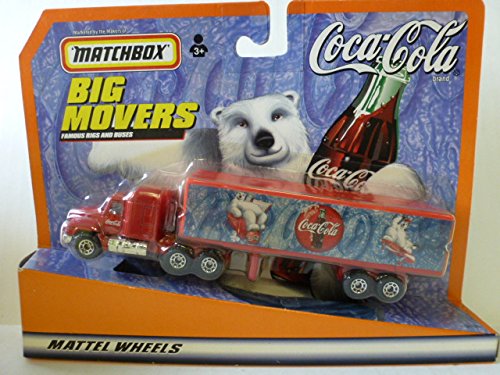 Marketed by the Makers of
MATCHBOX
3+
BIG
MOVERS
FAMOUS RIGS AND BUSES
Coca-Cola
brand
Coca-Cola
Coca-Cola
MATTEL WHEELS